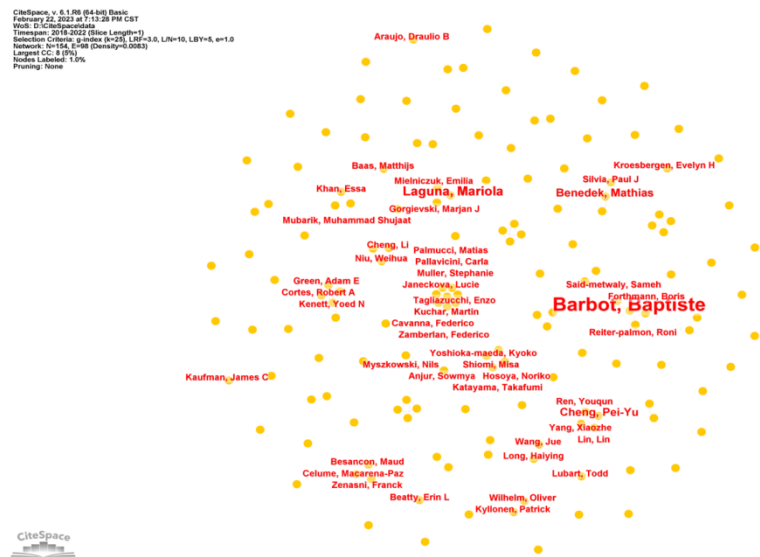 CiteSpace, v. 6.1.R6 (64-bit) Basic
February 22, 2023 at 7:13:28 PM CST
WoS: D:\CiteSpace\data
Timespan: 2018-2022 (Slice Length=1)
Selection Criteria: g-index (k=25), LRF=3.0, L/N=10, LBY=5, e=1.0
Network: N=154, E=98 (Density=0.0083)
Largest CC: 8 (5%)
Nodes Labeled: 1.0%
Pruning: None
Araujo, Draulio B
Baas, Matthijs
Kroesbergen, Evelyn H
Mielniczuk, Emilia
Silvia, Paul J
Khan, Essa
Laguna, Mariola
Benedek, Mathias
Gorgievski, Marjan J
Mubarik, Muhammad Shujaat
Cheng, Li
Palmucci, Matias
Niu, Weihua
Pallavicini, Carla
Muller, Stephanie
Green, Adam E
Janeckova, Lucie
Said-metwaly, Sameh
Cortes, Robert A
Tagliazucchi, Enzo
Forthmann, Boris
Kenett, Yoed N
Barbot, Baptiste
Kuchar, Martin
Cavanna, Federico
Zamberlan, Federico
Reiter-palmon, Roni
Yoshioka-maeda, Kyoko
Myszkowski, Nils
Shiomi, Misa
Kaufman, James C
Anjur, Sowmya
Hosoya, Noriko
Katayama, Takafumi
Ren, Youqun
Cheng, Pei-Yu
Yang, Xiaozhe
Wang, Jue
Lin, Lin
Long, Haiying
Besancon, Maud
Celume, Macarena-Paz
Lubart, Todd
Zenasni, Franck
Beatty, Erin L
Wilhelm, Oliver
Kyllonen, Patrick
CiteSpace